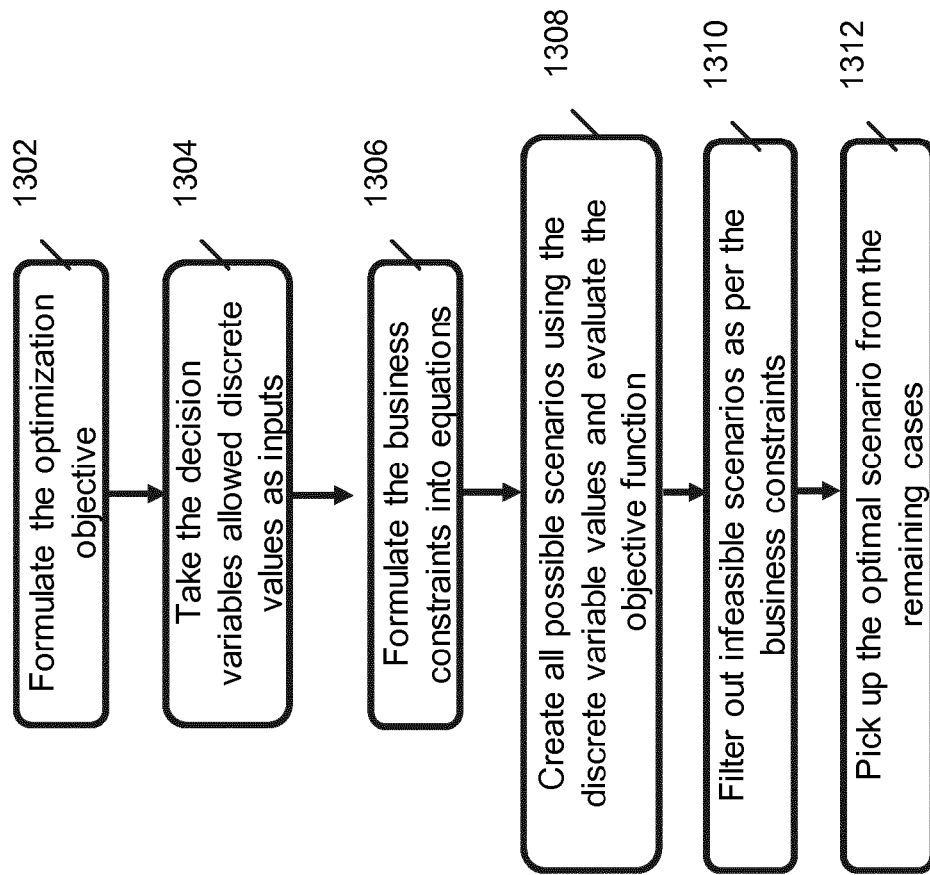 1302
Formulate the optimization
objective
1304
Take the decision
variables allowed discrete
values as inputs
1306
Formulate the business
constraints into equations
1308
Create all possible scenarios using the
discrete variable values and evaluate the
objective function
1310
Filter out infeasible scenarios as per the
business constraints
1312
Pick up the optimal scenario from the
remaining cases